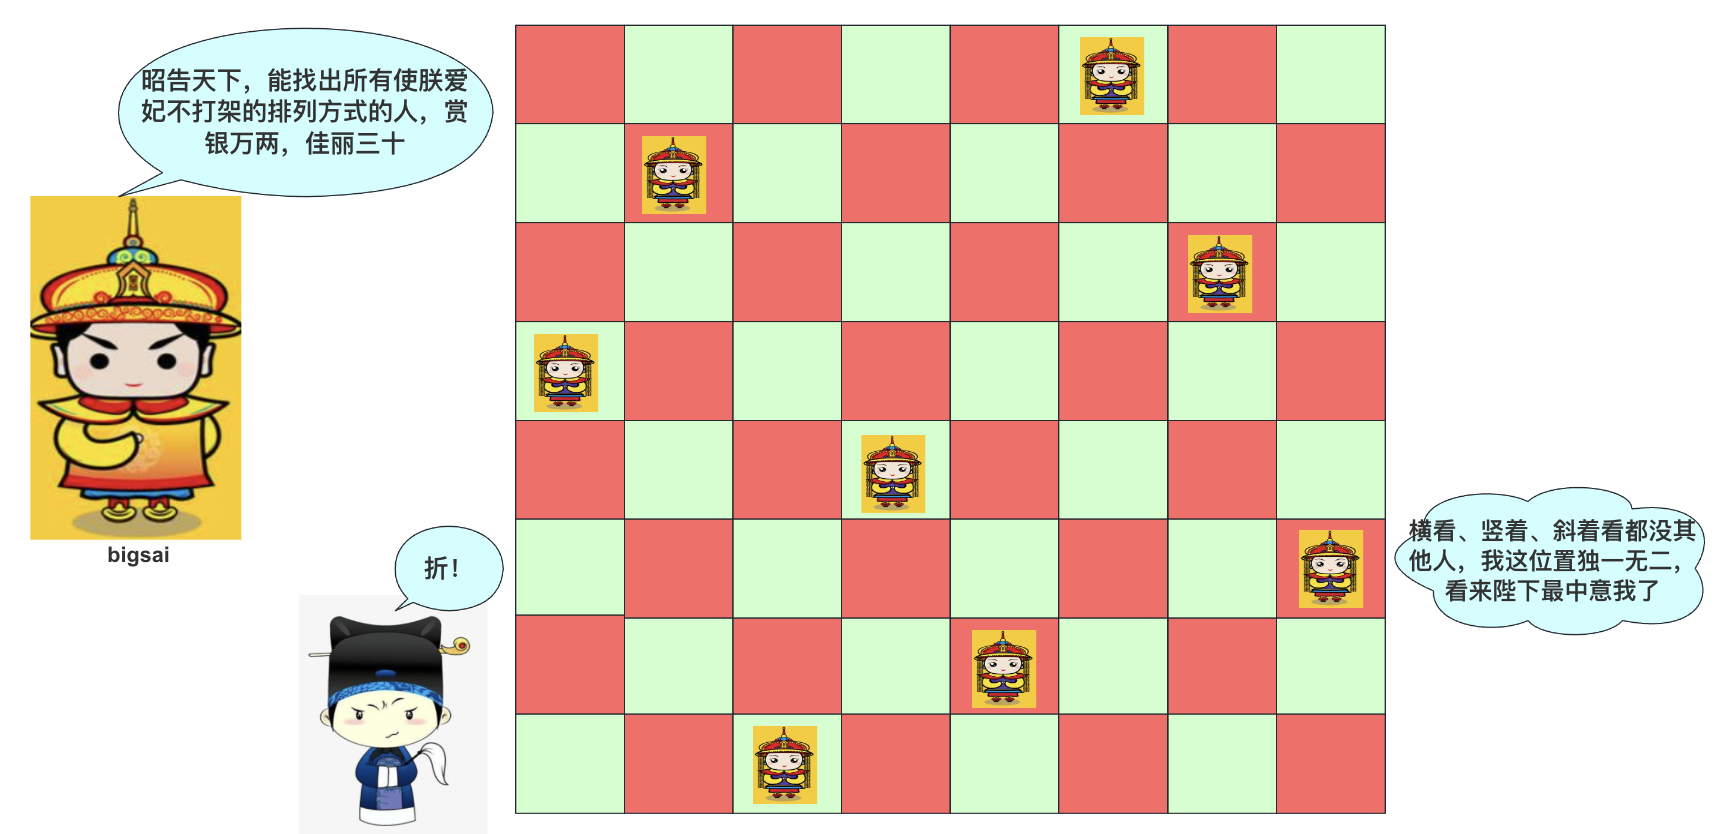 昭告天下，能找出所有使朕爱
妃不打架的排列方式的人，赏
银万两，佳丽三十
bigsai
折！
横看、竖着、斜着看都没其
他人，我这位置独一无二，
看来陛下最中意我了